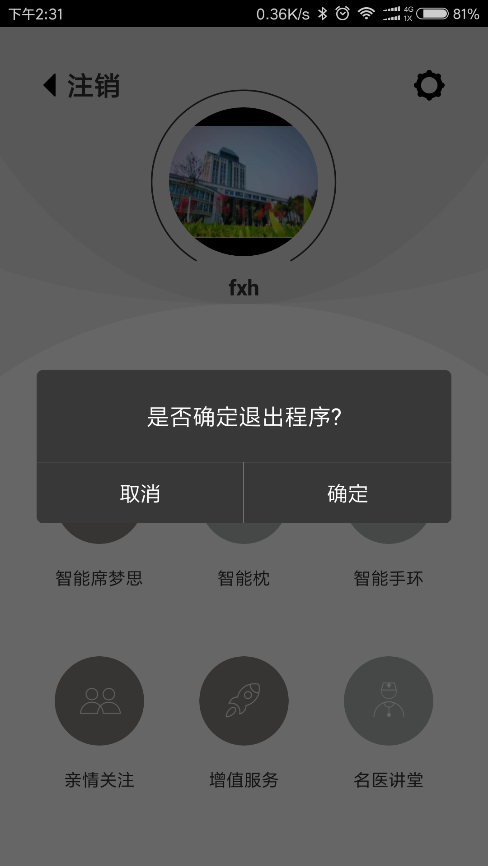 下午2:31 0.36K/s 4G 1X 81%
注销
fxh
是否确定退出程序?
取消 确定
智能席梦思 智能枕 智能手环
亲情关注 增值服务 名医讲堂